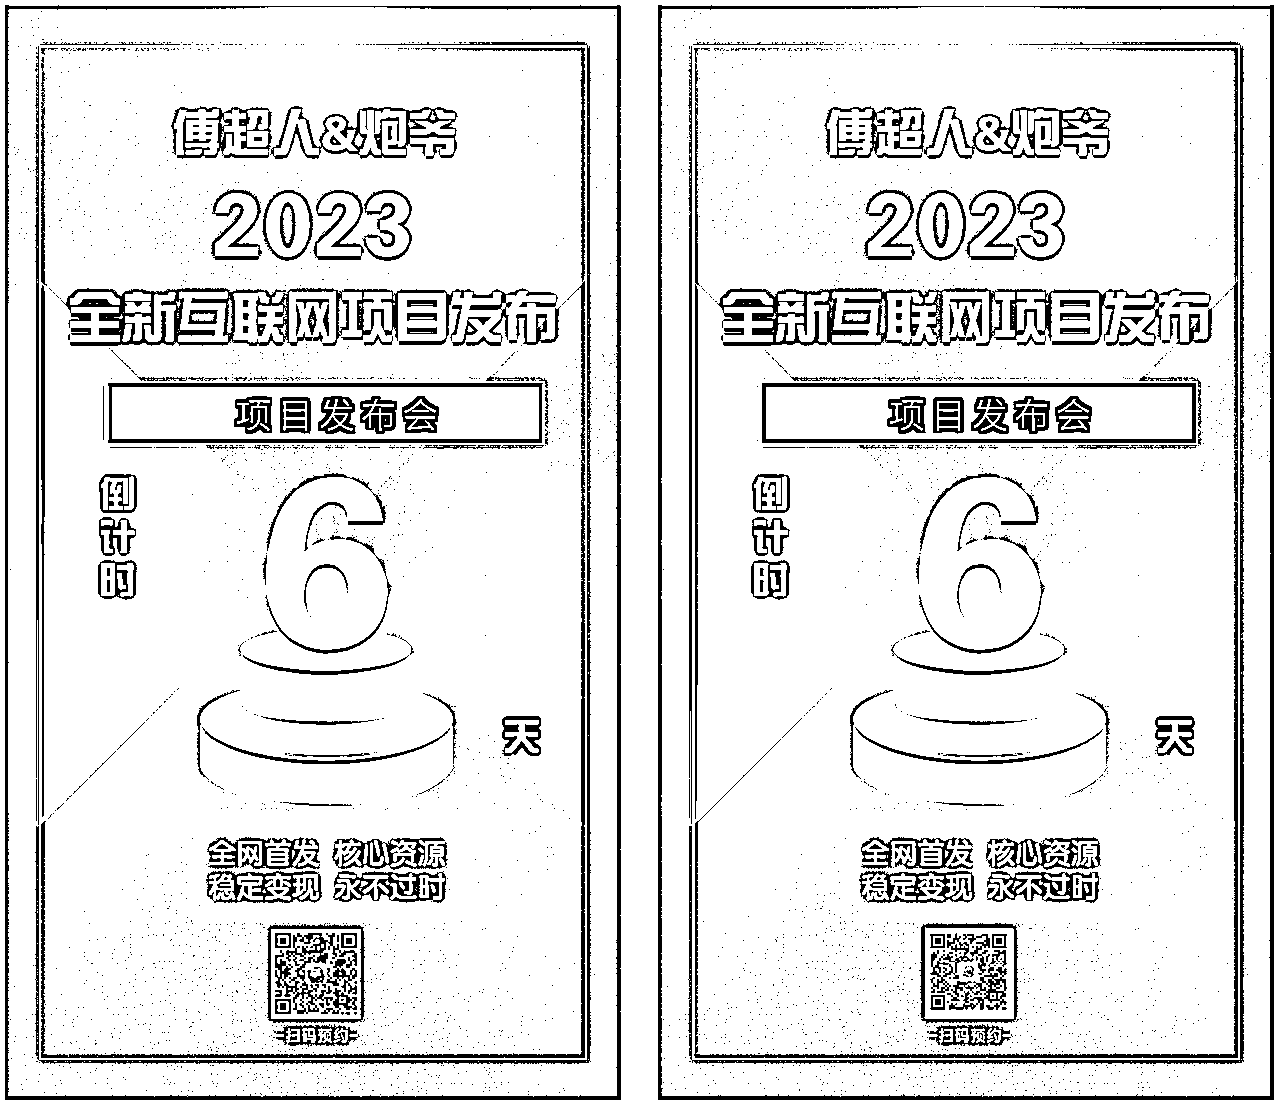 傅超人&炮爷
2023
全新互联网项目发布
项目发布会
倒计时
6
天
全网首发 核心资源
稳定变现 永不过时
扫码预约
傅超人&炮爷
2023
全新互联网项目发布
项目发布会
倒计时
6
天
全网首发 核心资源
稳定变现 永不过时
扫码预约